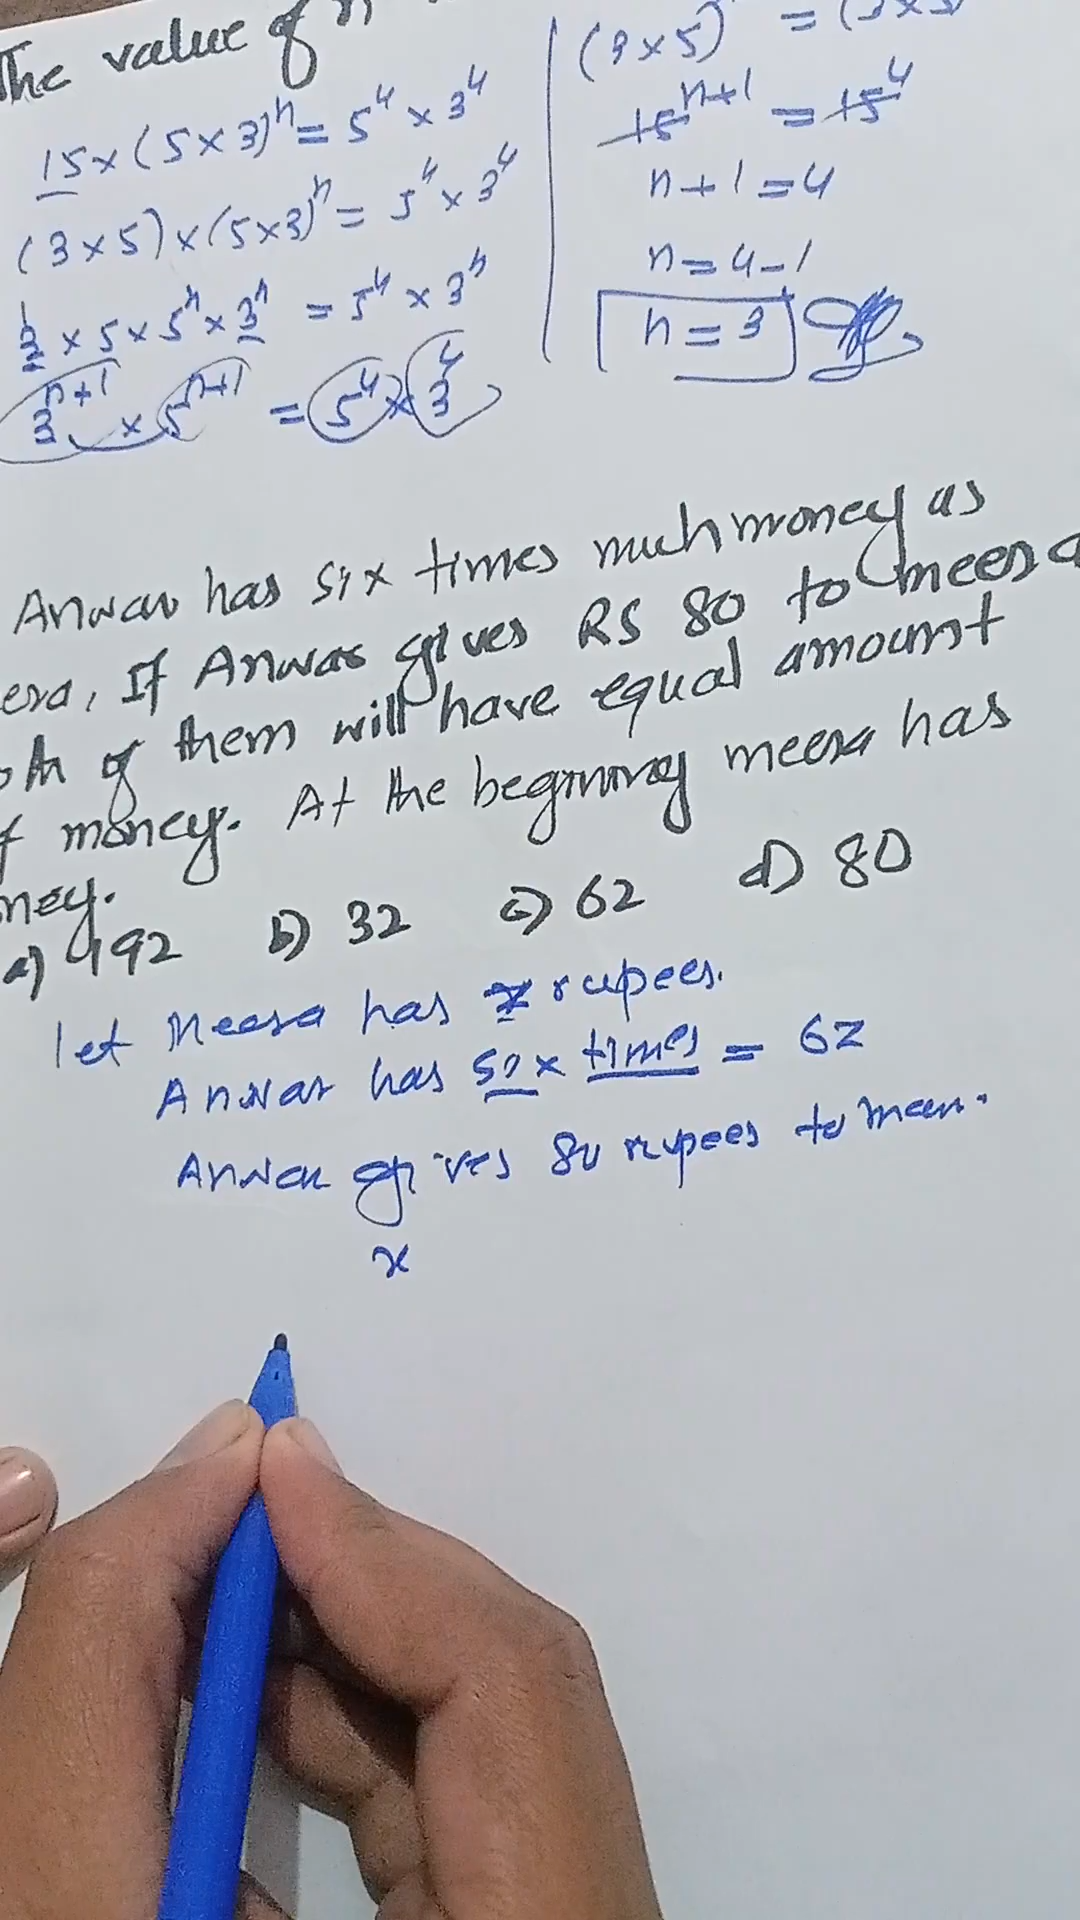 The value of n
15 × (5 × 3)^n = 5^4 × 3^4
(3 × 5) × (5 × 3)^n = 5^4 × 3^4
× 5 × 5^n × 3^n = 5^4 × 3^4
3^n+1 × 5^n+1 = 5^4 × 3^4
(3 × 5) = (3 × 5)
15^n+1 = 15^4
n + 1 = 4
n = 4 - 1
n = 3
Anwar has six times much money as
era, If Anwar gives RS 80 to meera
oth of them will have equal amount
f money. At the beginning meera has
ney.
a) 192 b) 32 c) 62 d) 80
let Meera has rupees.
Anwar has six times = 6z
Anwar gives 80 rupees to meera.
x